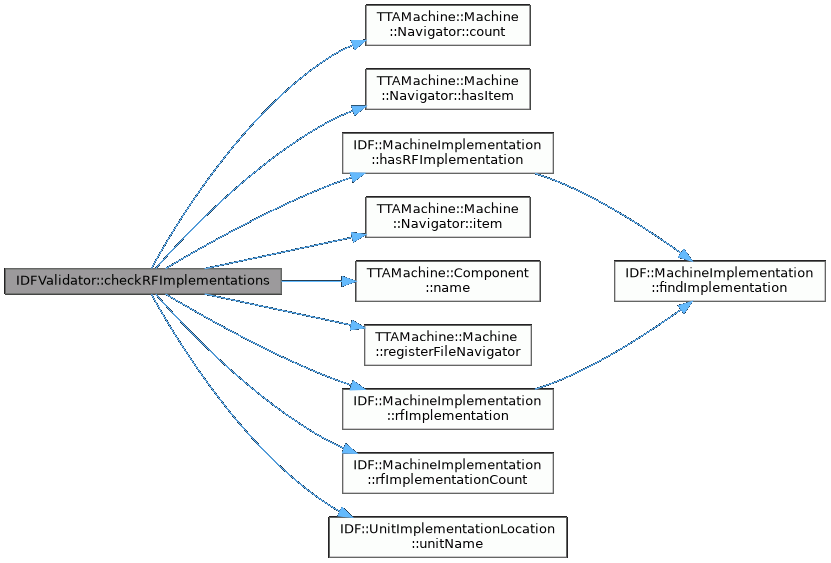 IDFValidator::checkRFImplementations
TTAMachine::Machine
::Navigator::count
TTAMachine::Machine
::Navigator::hasItem
IDF::MachineImplementation
::hasRFImplementation
TTAMachine::Machine
::Navigator::item
TTAMachine::Component
::name
TTAMachine::Machine
::registerFileNavigator
IDF::MachineImplementation
::rfImplementation
IDF::MachineImplementation
::rfImplementationCount
IDF::UnitImplementationLocation
::unitName
IDF::MachineImplementation
::findImplementation